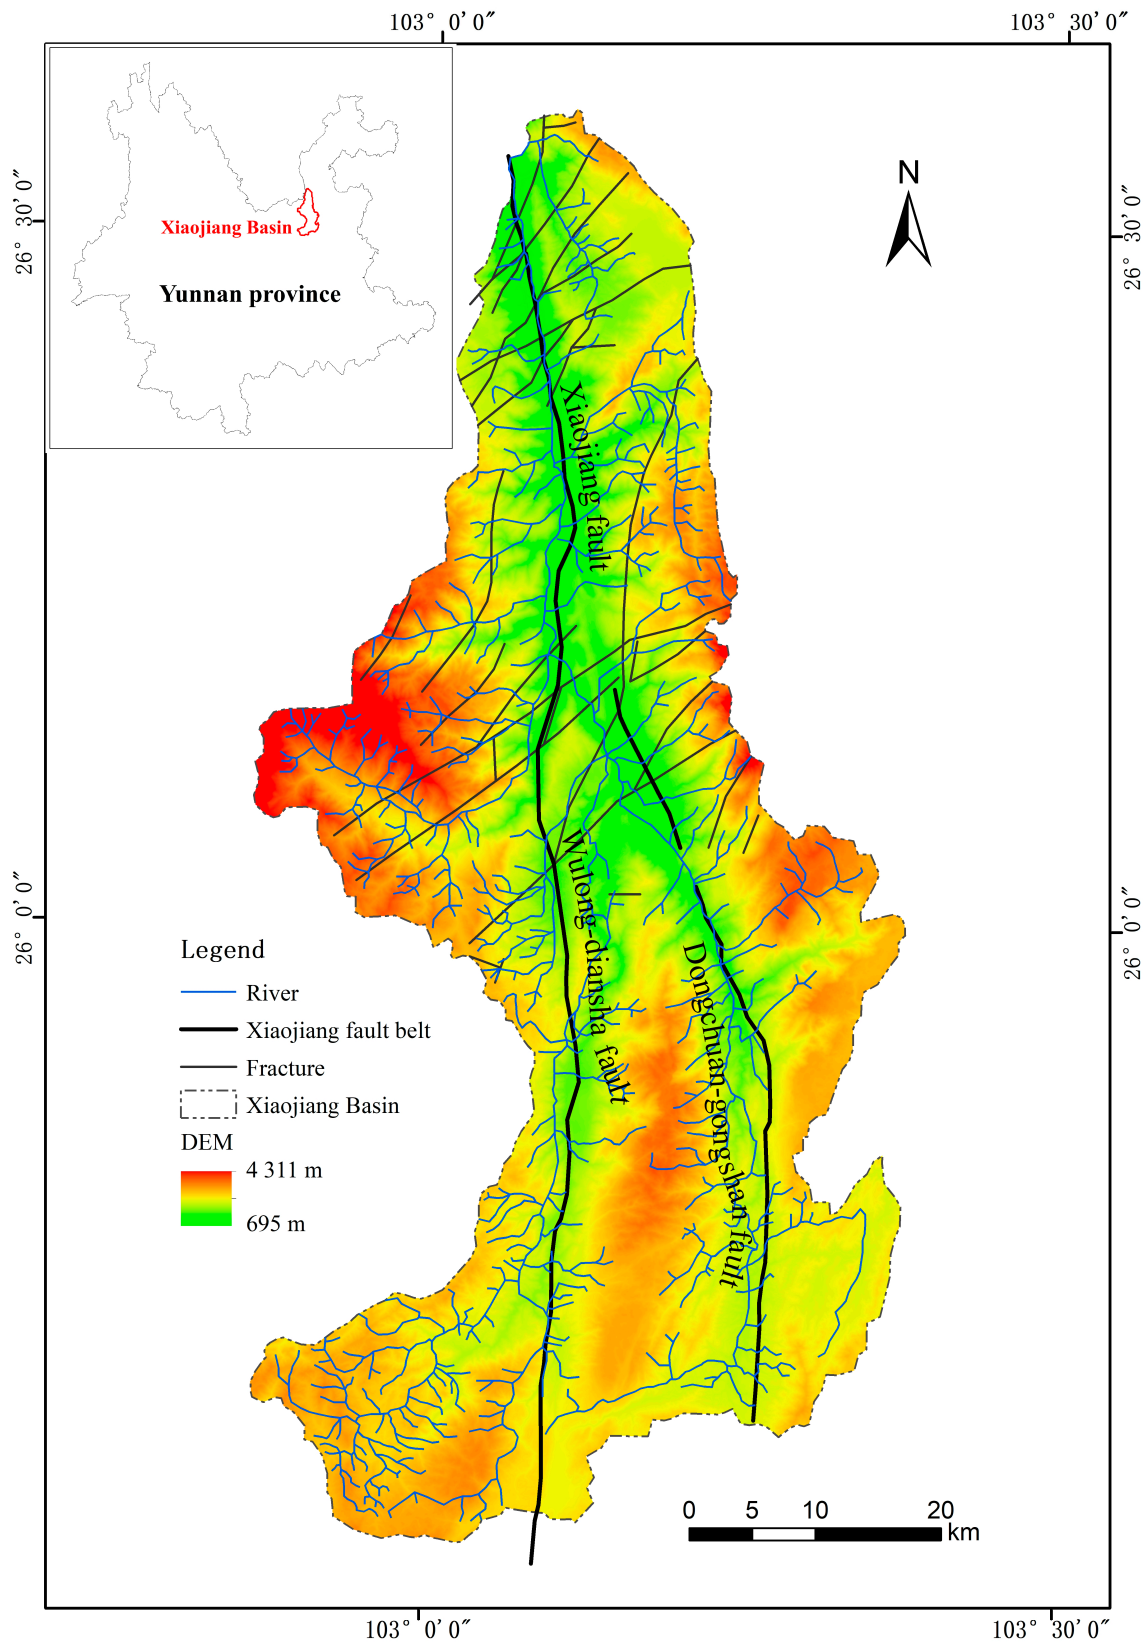 103° 0′0″
103° 30′0″
26° 30′0″
26° 30′0″
N
Xiaojiang Basin
Yunnan province
Xiaojiang fault
Wulong-diansha fault
Dongchuan-gongshan fault
26° 0′0″
26° 0′0″
Legend
River
Xiaojiang fault belt
Fracture
Xiaojiang Basin
DEM
4 311 m
695 m
0 5 10 20
km
103° 0′0″
103° 30′0″